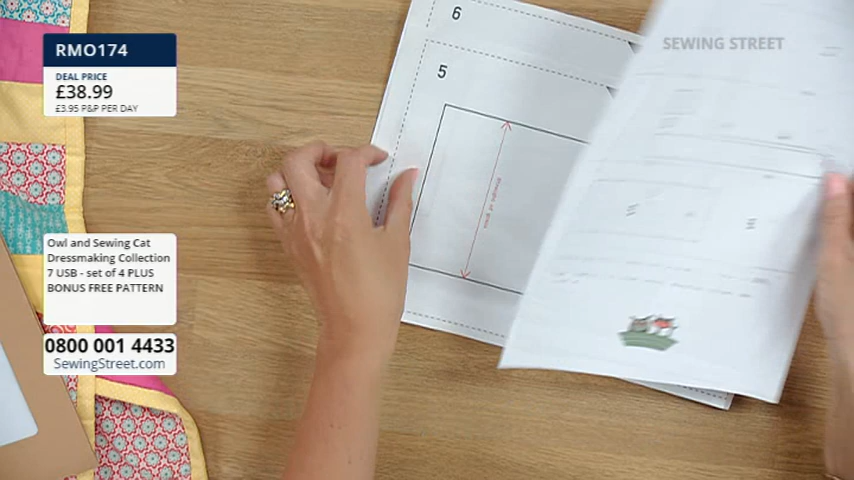 RMO174
DEAL PRICE
£38.99
£3.95 P&P PER DAY
Owl and Sewing Cat
Dressmaking Collection
7 USB - set of 4 PLUS
BONUS FREE PATTERN
0800 001 4433
SewingStreet.com
SEWING STREET
6
5